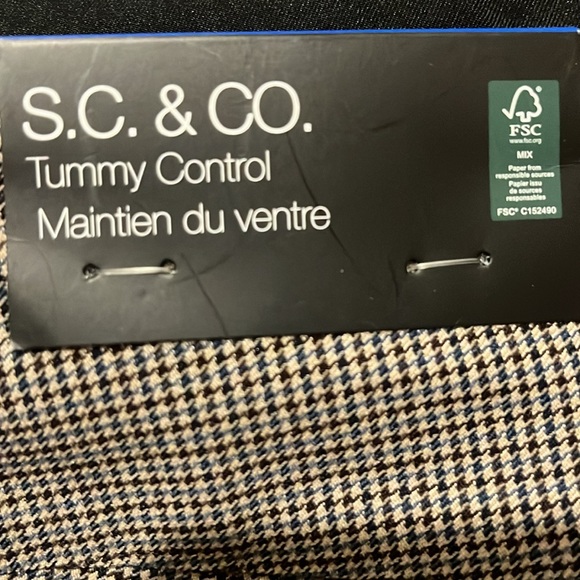 S.C. & CO.
Tummy Control
Maintien du ventre
FSC
www.fsc.org
MIX
Paper from
responsible sources
Papier issu
de sources
responsables
FSC® C152490